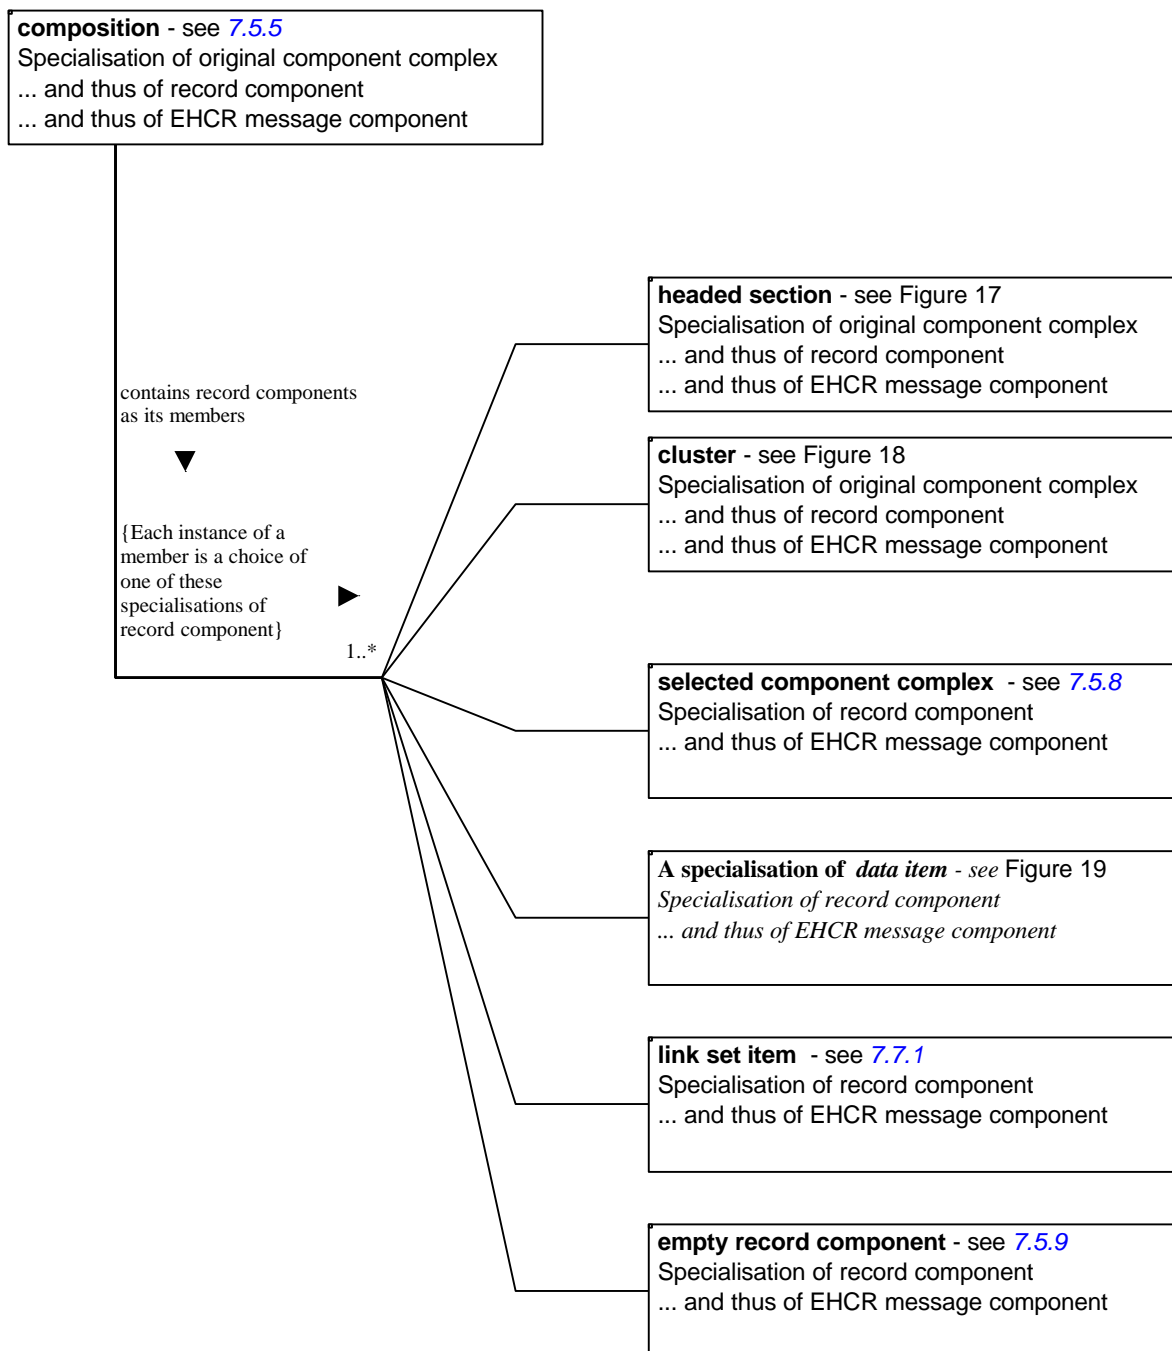 composition - see 7.5.5
Specialisation of original component complex
... and thus of record component
... and thus of EHCR message component
headed section - see Figure 17
Specialisation of original component complex
... and thus of record component
... and thus of EHCR message component
contains record components
as its members
cluster - see Figure 18
Specialisation of original component complex
... and thus of record component
... and thus of EHCR message component
{Each instance of a
member is a choice of
one of these
specialisations of
record component}
1..*
selected component complex - see 7.5.8
Specialisation of record component
... and thus of EHCR message component
A specialisation of data item - see Figure 19
Specialisation of record component
... and thus of EHCR message component
link set item - see 7.7.1
Specialisation of record component
... and thus of EHCR message component
empty record component - see 7.5.9
Specialisation of record component
... and thus of EHCR message component